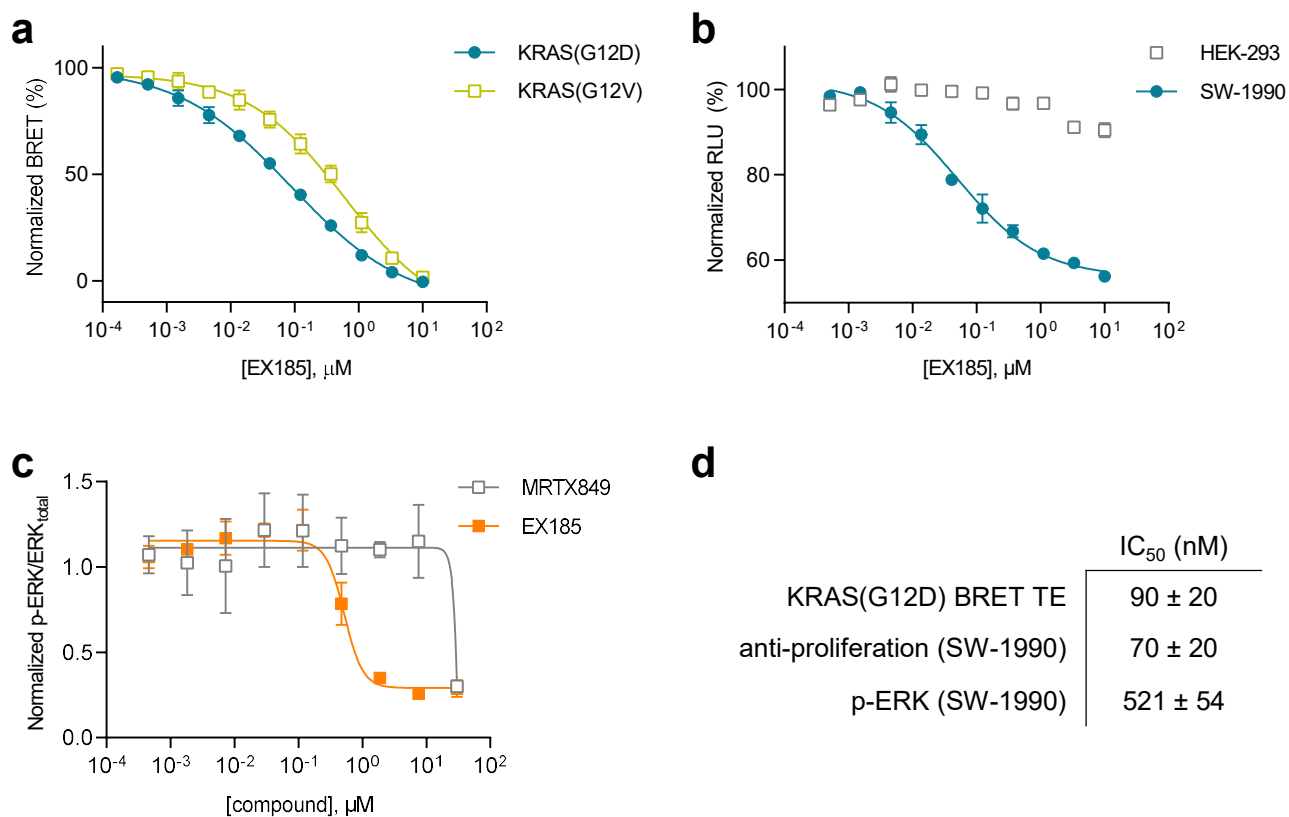 a
KRAS(G12D)
KRAS(G12V)
Normalized BRET (%)
100
50
0
10⁻⁴ 10⁻³ 10⁻² 10⁻¹ 10⁰ 10¹ 10²
[EX185], μM
b
HEK-293
SW-1990
Normalized RLU (%)
100
80
60
10⁻⁴ 10⁻³ 10⁻² 10⁻¹ 10⁰ 10¹ 10²
[EX185], μM
c
MRTX849
EX185
Normalized p-ERK/ERKtotal
1.5
1.0
0.5
0.0
10⁻⁴ 10⁻³ 10⁻² 10⁻¹ 10⁰ 10¹ 10²
[compound], μM
d
IC₅₀ (nM)
KRAS(G12D) BRET TE 90 ± 20
anti-proliferation (SW-1990) 70 ± 20
p-ERK (SW-1990) 521 ± 54